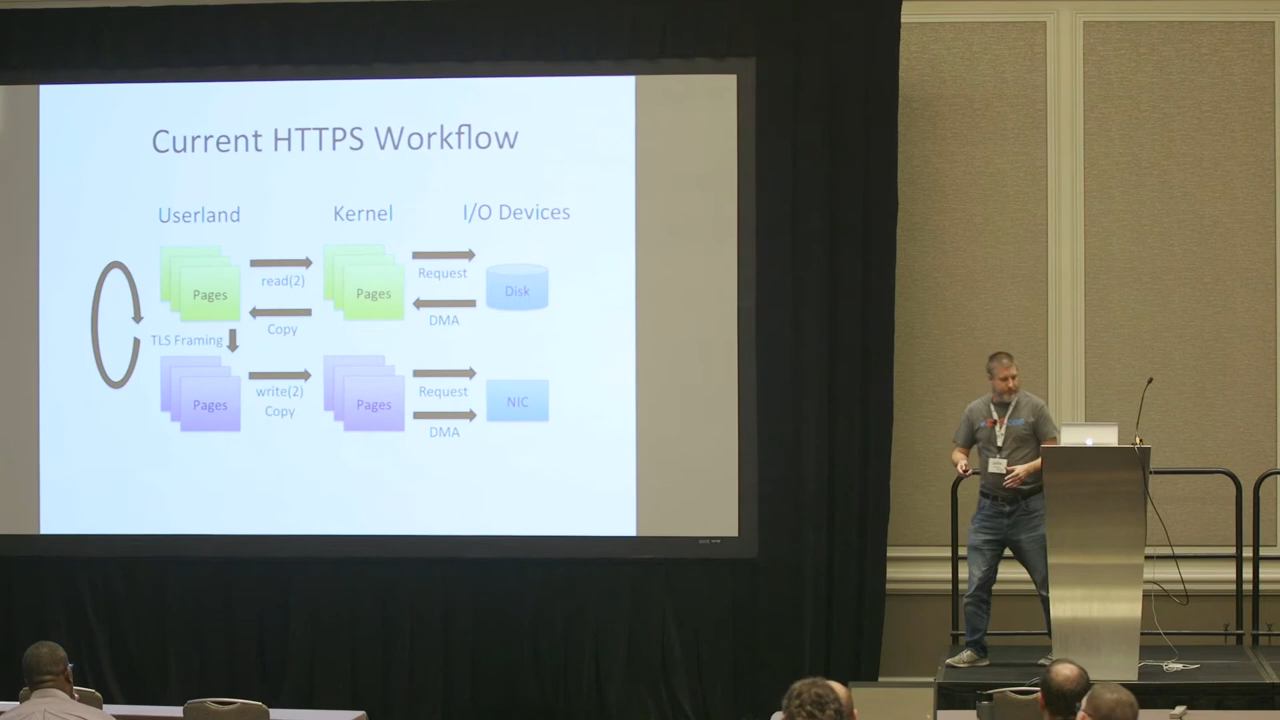 Current HTTPS Workflow
Userland Kernel I/O Devices
Pages
read(2)
Copy
Pages
Request
DMA
Disk
TLS Framing
Pages
write(2)
Copy
Pages
Request
DMA
NIC